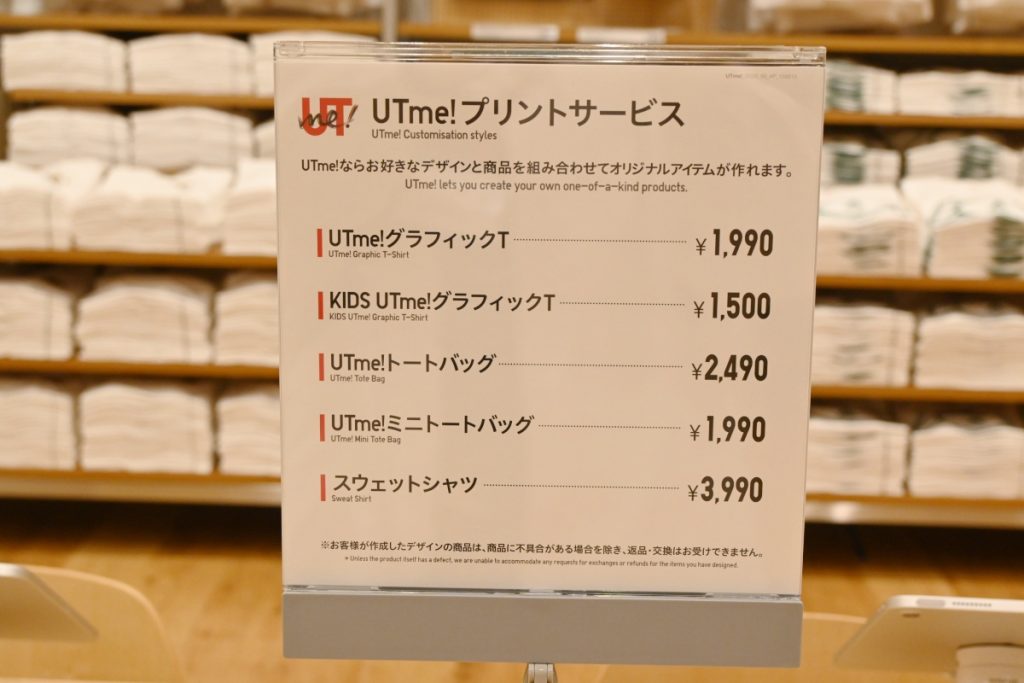 UT me!
UTme!プリントサービス
UTme! Customisation styles
UTme!ならお好きなデザインと商品を組み合わせてオリジナルアイテムが作れます。
UTme! lets you create your own one-of-a-kind products.
UTme!グラフィックT ¥1,990
UTme! Graphic T-Shirt
KIDS UTme!グラフィックT ¥1,500
KIDS UTme! Graphic T-Shirt
UTme!トートバッグ ¥2,490
UTme! Tote Bag
UTme!ミニトートバッグ ¥1,990
UTme! Mini Tote Bag
スウェットシャツ ¥3,990
Sweat Shirt
※お客様が作成したデザインの商品は、商品に不具合がある場合を除き、返品・交換はお受けできません。
* Unless the product itself has a defect, we are unable to accommodate any requests for exchanges or refunds for the items you have designed.